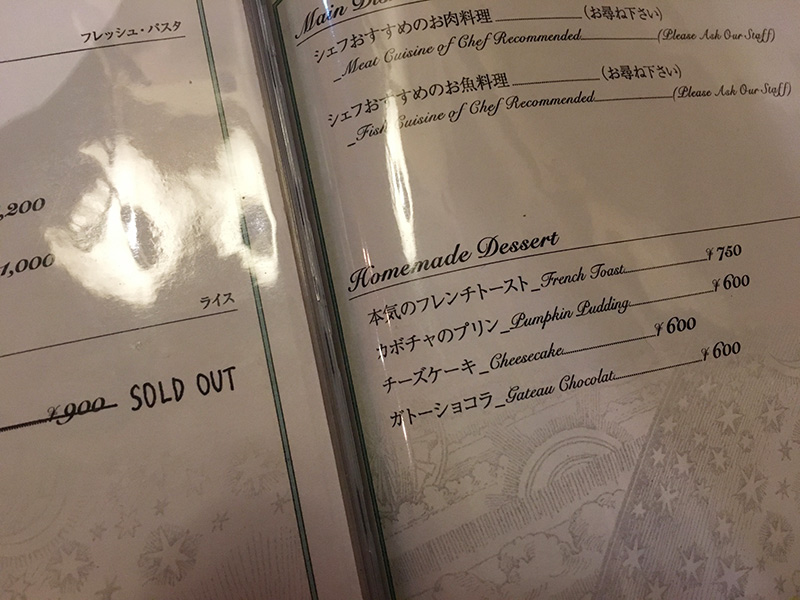 フレッシュ・パスタ
,200
1,000
ライス
¥900 SOLD OUT
Main
シェフおすすめのお肉料理 (お尋ね下さい)
_Meat Cuisine of Chef Recommended (Please Ask Our Staff)
シェフおすすめのお魚料理 (お尋ね下さい)
_Fish Cuisine of Chef Recommended (Please Ask Our Staff)
Homemade Dessert
本気のフレンチトースト_French Toast ¥750
カボチャのプリン_Pumpkin Pudding ¥600
チーズケーキ_Cheesecake ¥600
ガトーショコラ_Gateau Chocolat ¥600